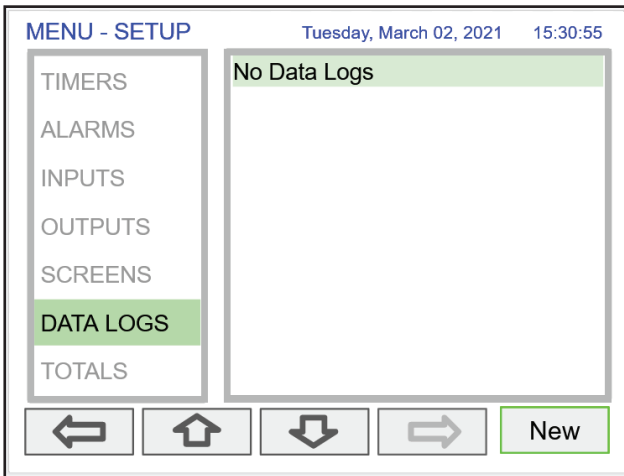 MENU - SETUP Tuesday, March 02, 2021 15:30:55
TIMERS
ALARMS
INPUTS
OUTPUTS
SCREENS
DATA LOGS
TOTALS
No Data Logs
New